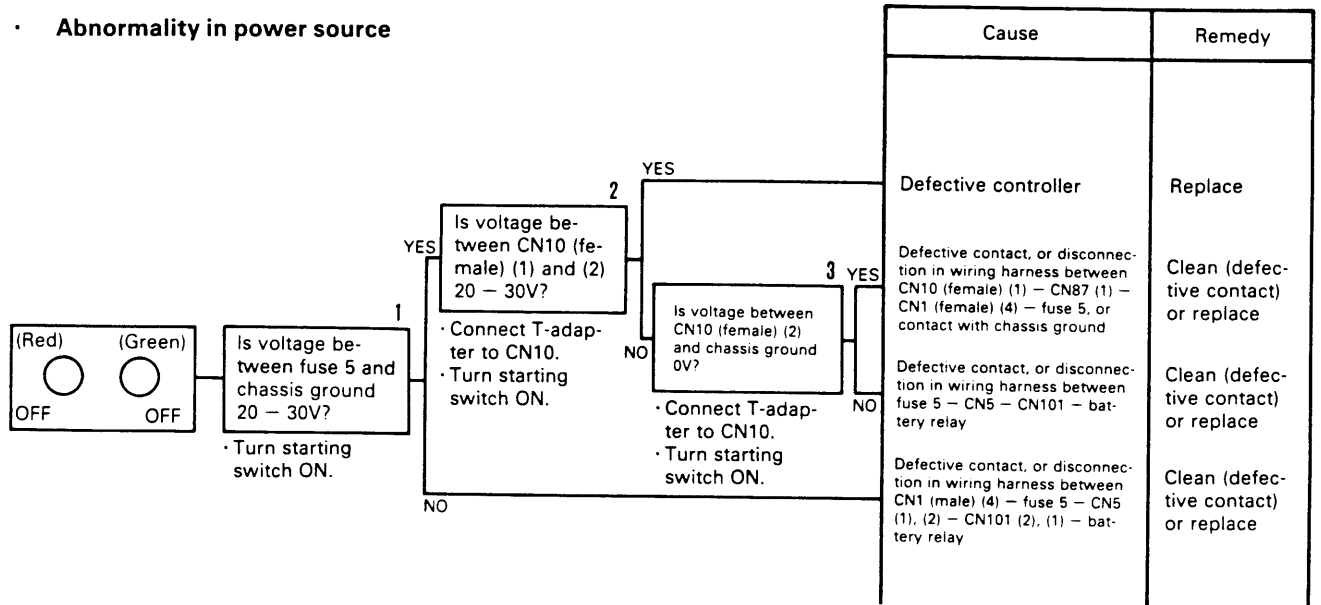 · Abnormality in power source
Cause
Remedy
(Red)
(Green)
OFF
OFF
1
Is voltage be-
tween fuse 5 and
chassis ground
20 – 30V?
· Turn starting
switch ON.
YES
NO
2
Is voltage be-
tween CN10 (fe-
male) (1) and (2)
20 – 30V?
· Connect T-adap-
ter to CN10.
· Turn starting
switch ON.
YES
NO
3
Is voltage between
CN10 (female) (2)
and chassis ground
0V?
· Connect T-adap-
ter to CN10.
· Turn starting
switch ON.
YES
NO
Defective controller
Replace
Defective contact, or disconnec-
tion in wiring harness between
CN10 (female) (1) – CN87 (1) –
CN1 (female) (4) – fuse 5, or
contact with chassis ground
Clean (defec-
tive contact)
or replace
Defective contact, or disconnec-
tion in wiring harness between
fuse 5 – CN5 – CN101 – bat-
tery relay
Clean (defec-
tive contact)
or replace
Defective contact, or disconnec-
tion in wiring harness between
CN1 (male) (4) – fuse 5 – CN5
(1), (2) – CN101 (2), (1) – bat-
tery relay
Clean (defec-
tive contact)
or replace